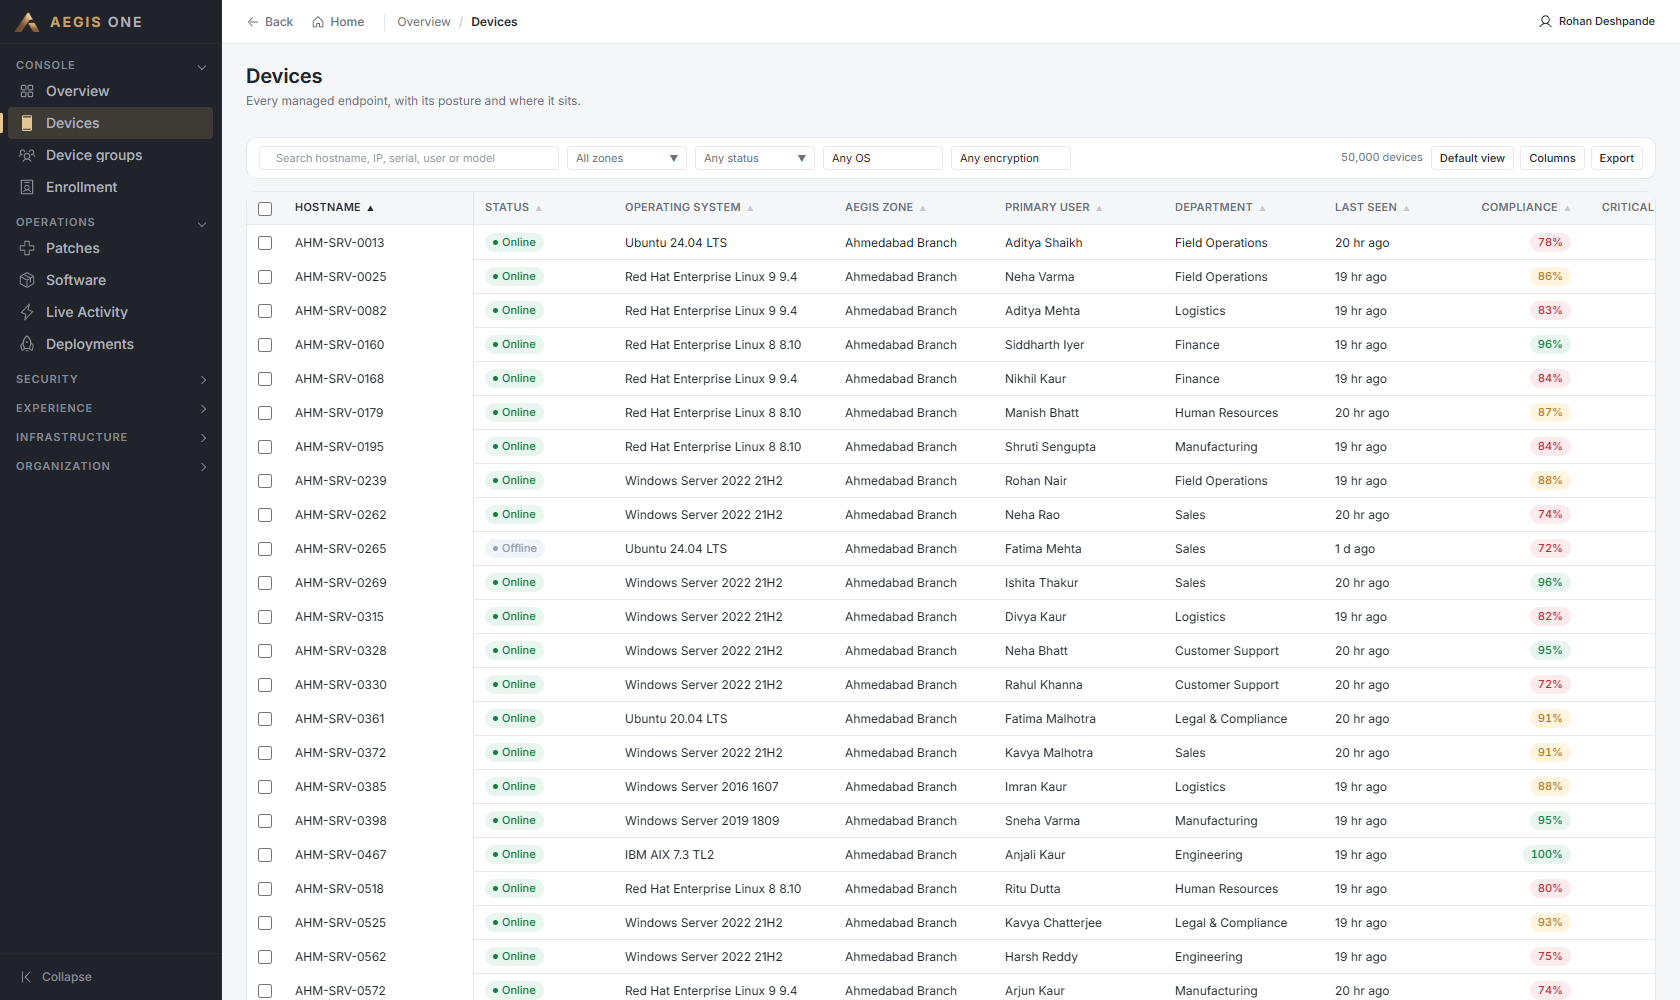 AEGIS ONE
Back Home Overview / Devices
Rohan Deshpande
CONSOLE
Overview
Devices
Device groups
Enrollment
OPERATIONS
Patches
Software
Live Activity
Deployments
SECURITY
EXPERIENCE
INFRASTRUCTURE
ORGANIZATION
Collapse
Devices
Every managed endpoint, with its posture and where it sits.
Search hostname, IP, serial, user or model All zones ▼ Any status ▼ Any OS Any encryption 50,000 devices Default view Columns Export
HOSTNAME ▲ STATUS ▲ OPERATING SYSTEM ▲ AEGIS ZONE ▲ PRIMARY USER ▲ DEPARTMENT ▲ LAST SEEN ▲ COMPLIANCE ▲ CRITICAL
AHM-SRV-0013 Online Ubuntu 24.04 LTS Ahmedabad Branch Aditya Shaikh Field Operations 20 hr ago 78%
AHM-SRV-0025 Online Red Hat Enterprise Linux 9 9.4 Ahmedabad Branch Neha Varma Field Operations 19 hr ago 86%
AHM-SRV-0082 Online Red Hat Enterprise Linux 9 9.4 Ahmedabad Branch Aditya Mehta Logistics 19 hr ago 83%
AHM-SRV-0160 Online Red Hat Enterprise Linux 8 8.10 Ahmedabad Branch Siddharth Iyer Finance 19 hr ago 96%
AHM-SRV-0168 Online Red Hat Enterprise Linux 9 9.4 Ahmedabad Branch Nikhil Kaur Finance 19 hr ago 84%
AHM-SRV-0179 Online Red Hat Enterprise Linux 8 8.10 Ahmedabad Branch Manish Bhatt Human Resources 20 hr ago 87%
AHM-SRV-0195 Online Red Hat Enterprise Linux 8 8.10 Ahmedabad Branch Shruti Sengupta Manufacturing 19 hr ago 84%
AHM-SRV-0239 Online Windows Server 2022 21H2 Ahmedabad Branch Rohan Nair Field Operations 19 hr ago 88%
AHM-SRV-0262 Online Windows Server 2022 21H2 Ahmedabad Branch Neha Rao Sales 20 hr ago 74%
AHM-SRV-0265 Offline Ubuntu 24.04 LTS Ahmedabad Branch Fatima Mehta Sales 1 d ago 72%
AHM-SRV-0269 Online Windows Server 2022 21H2 Ahmedabad Branch Ishita Thakur Sales 20 hr ago 96%
AHM-SRV-0315 Online Windows Server 2022 21H2 Ahmedabad Branch Divya Kaur Logistics 19 hr ago 82%
AHM-SRV-0328 Online Windows Server 2022 21H2 Ahmedabad Branch Neha Bhatt Customer Support 20 hr ago 95%
AHM-SRV-0330 Online Windows Server 2022 21H2 Ahmedabad Branch Rahul Khanna Customer Support 20 hr ago 72%
AHM-SRV-0361 Online Ubuntu 20.04 LTS Ahmedabad Branch Fatima Malhotra Legal & Compliance 20 hr ago 91%
AHM-SRV-0372 Online Windows Server 2022 21H2 Ahmedabad Branch Kavya Malhotra Sales 20 hr ago 91%
AHM-SRV-0385 Online Windows Server 2016 1607 Ahmedabad Branch Imran Kaur Logistics 19 hr ago 88%
AHM-SRV-0398 Online Windows Server 2019 1809 Ahmedabad Branch Sneha Varma Manufacturing 19 hr ago 95%
AHM-SRV-0467 Online IBM AIX 7.3 TL2 Ahmedabad Branch Anjali Kaur Engineering 19 hr ago 100%
AHM-SRV-0518 Online Red Hat Enterprise Linux 8 8.10 Ahmedabad Branch Ritu Dutta Human Resources 19 hr ago 80%
AHM-SRV-0525 Online Windows Server 2022 21H2 Ahmedabad Branch Kavya Chatterjee Legal & Compliance 19 hr ago 93%
AHM-SRV-0562 Online Windows Server 2022 21H2 Ahmedabad Branch Harsh Reddy Engineering 19 hr ago 75%
AHM-SRV-0572 Online Red Hat Enterprise Linux 9 9.4 Ahmedabad Branch Arjun Kaur Manufacturing 20 hr ago 74%